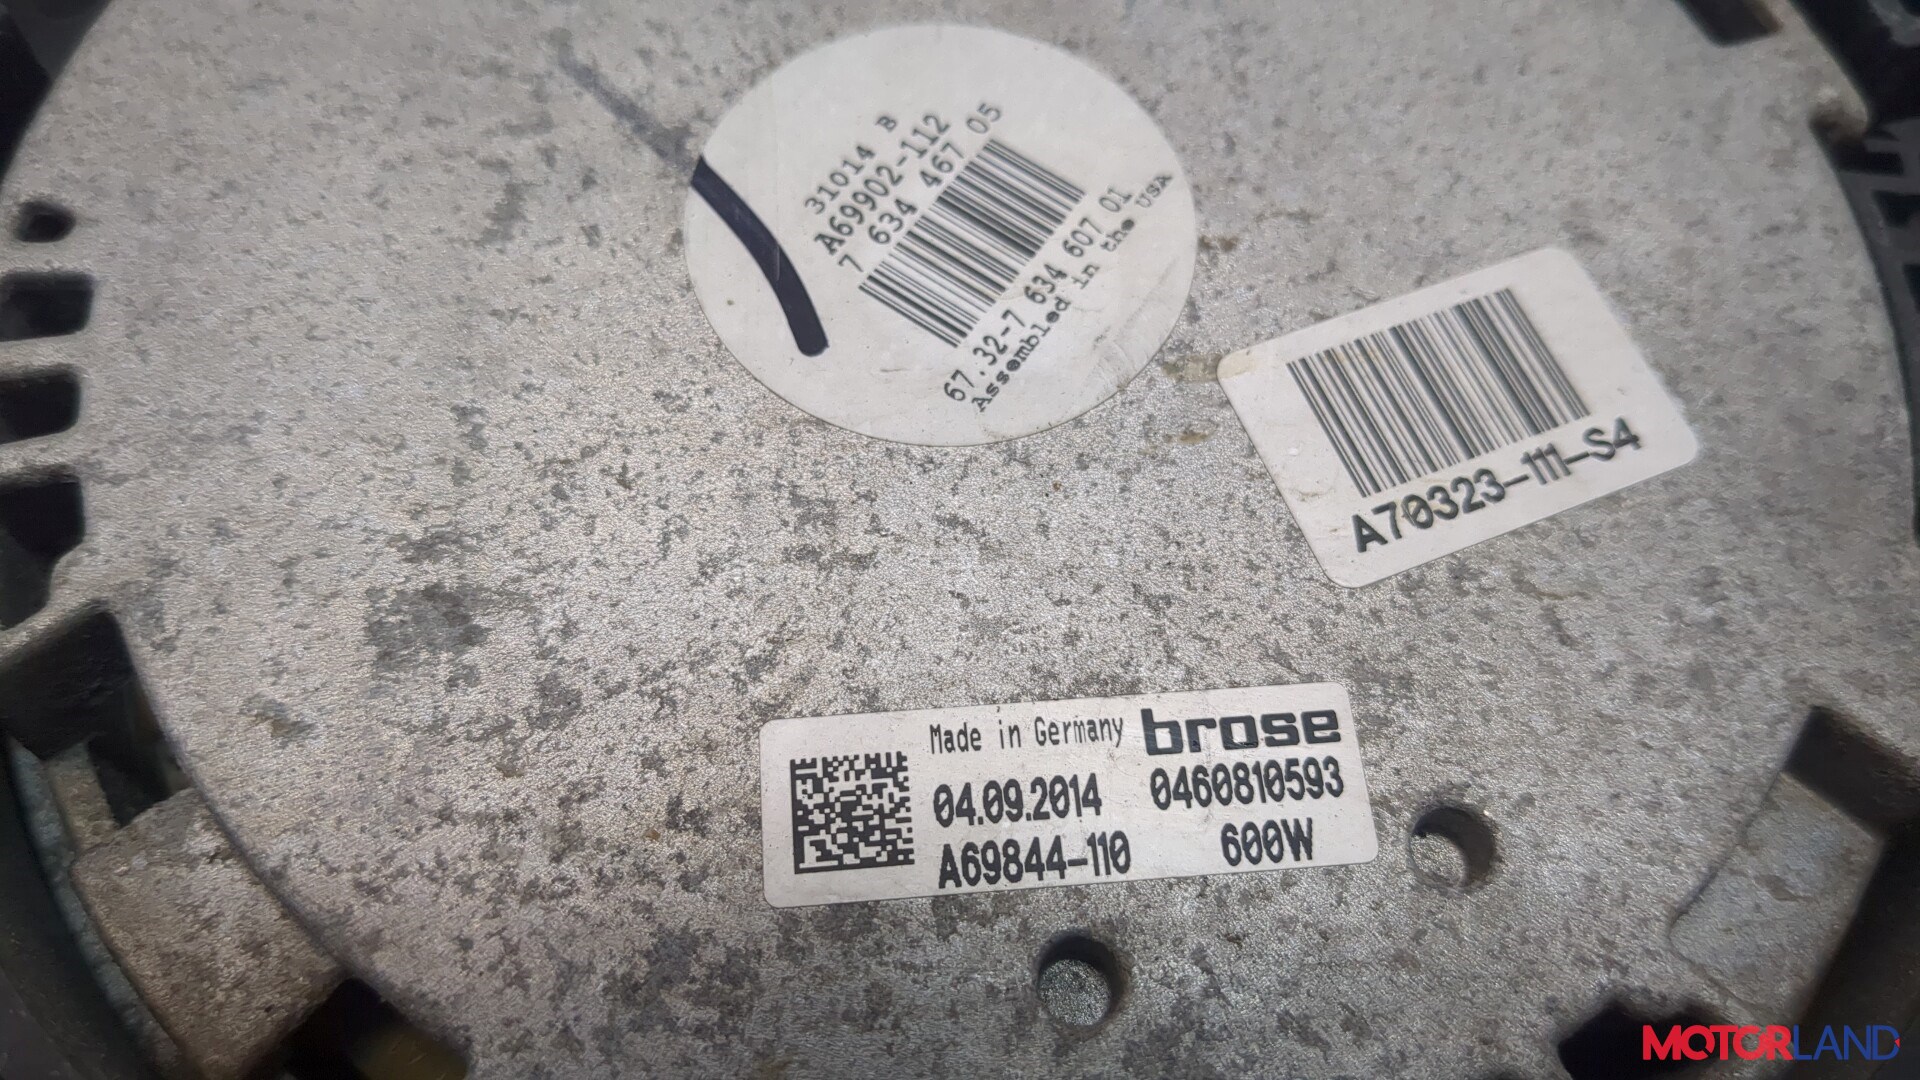 31014 B
A69902-112
7 634 467 05
67.32-7 634 607 01
Assembled in the USA
A70323-111-S4
Made in Germany brose
04.09.2014 0460810593
A69844-110 600W
MOTORLAND